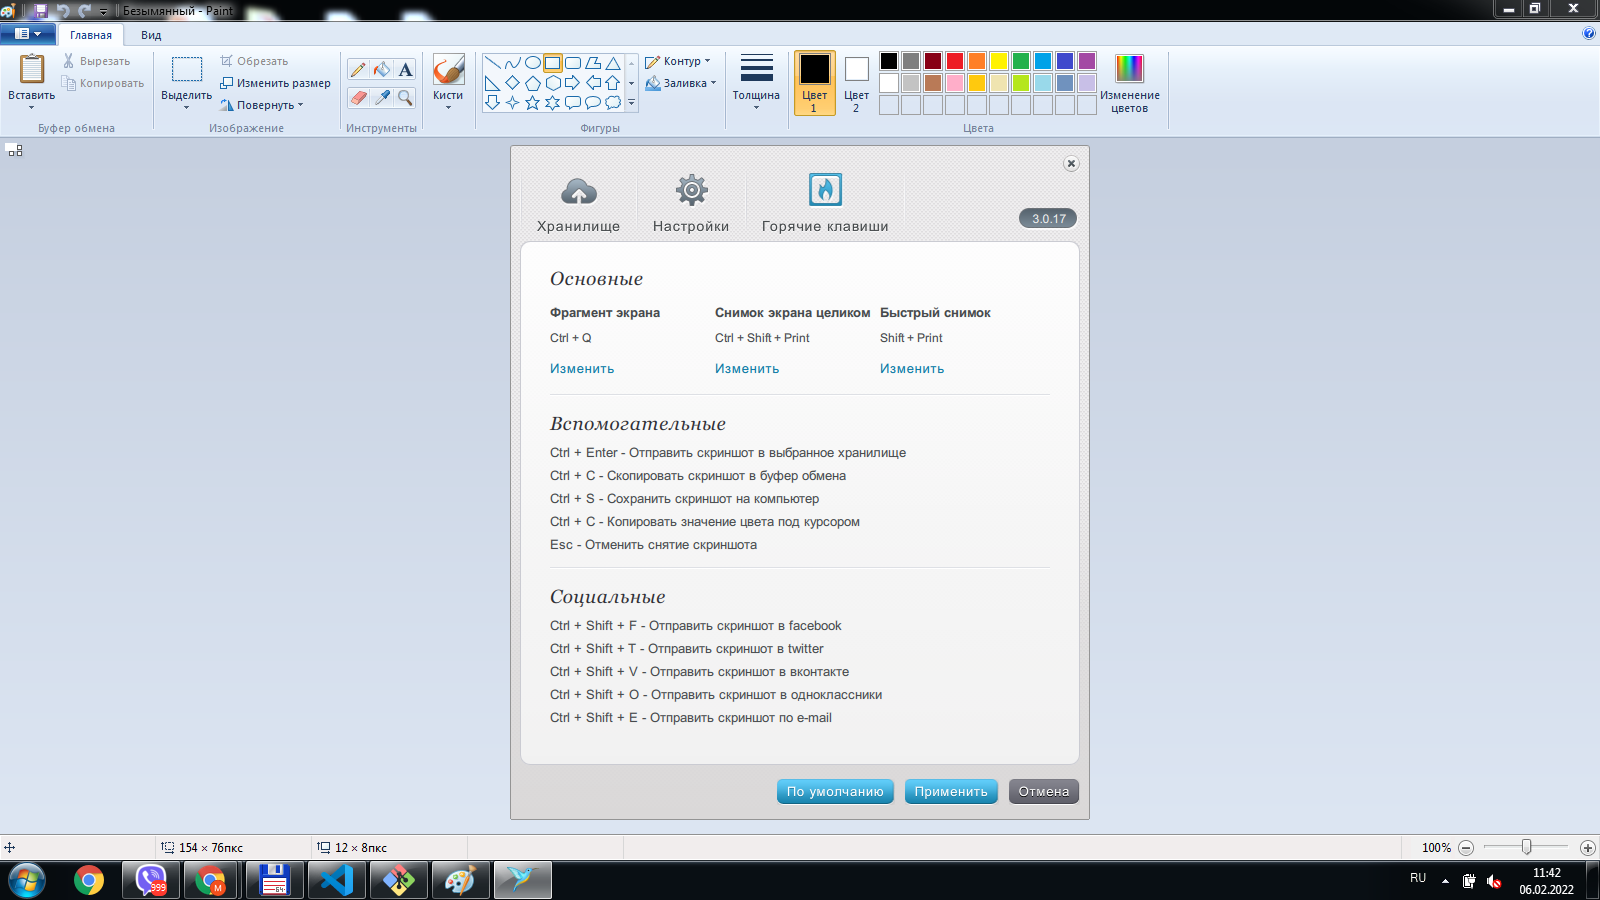 Безымянный - Paint
Главная
Вид
Вставить
Вырезать
Копировать
Буфер обмена
Выделить
Обрезать
Изменить размер
Повернуть
Изображение
Инструменты
Кисти
Контур
Заливка
Фигуры
Толщина
Цвет 1
Цвет 2
Изменение цветов
Цвета
Хранилище
Настройки
Горячие клавиши
3.0.17
Основные
Фрагмент экрана
Снимок экрана целиком
Быстрый снимок
Ctrl + Q
Ctrl + Shift + Print
Shift + Print
Изменить
Изменить
Изменить
Вспомогательные
Ctrl + Enter - Отправить скриншот в выбранное хранилище
Ctrl + C - Скопировать скриншот в буфер обмена
Ctrl + S - Сохранить скриншот на компьютер
Ctrl + C - Копировать значение цвета под курсором
Esc - Отменить снятие скриншота
Социальные
Ctrl + Shift + F - Отправить скриншот в facebook
Ctrl + Shift + T - Отправить скриншот в twitter
Ctrl + Shift + V - Отправить скриншот в вконтакте
Ctrl + Shift + O - Отправить скриншот в одноклассники
Ctrl + Shift + E - Отправить скриншот по e-mail
По умолчанию
Применить
Отмена
154 × 76пкс
12 × 8пкс
100%
999
M
64
RU
11:42
06.02.2022